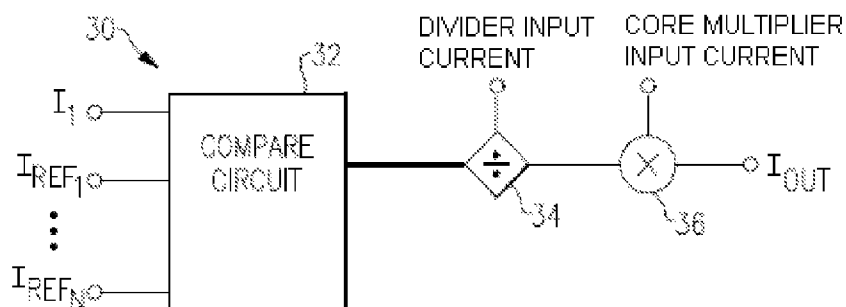 30
32
DIVIDER INPUT
CURRENT
CORE MULTIPLIER
INPUT CURRENT
I1
COMPARE
CIRCUIT
IREF1
÷
×
IOUT
34
36
IREFN